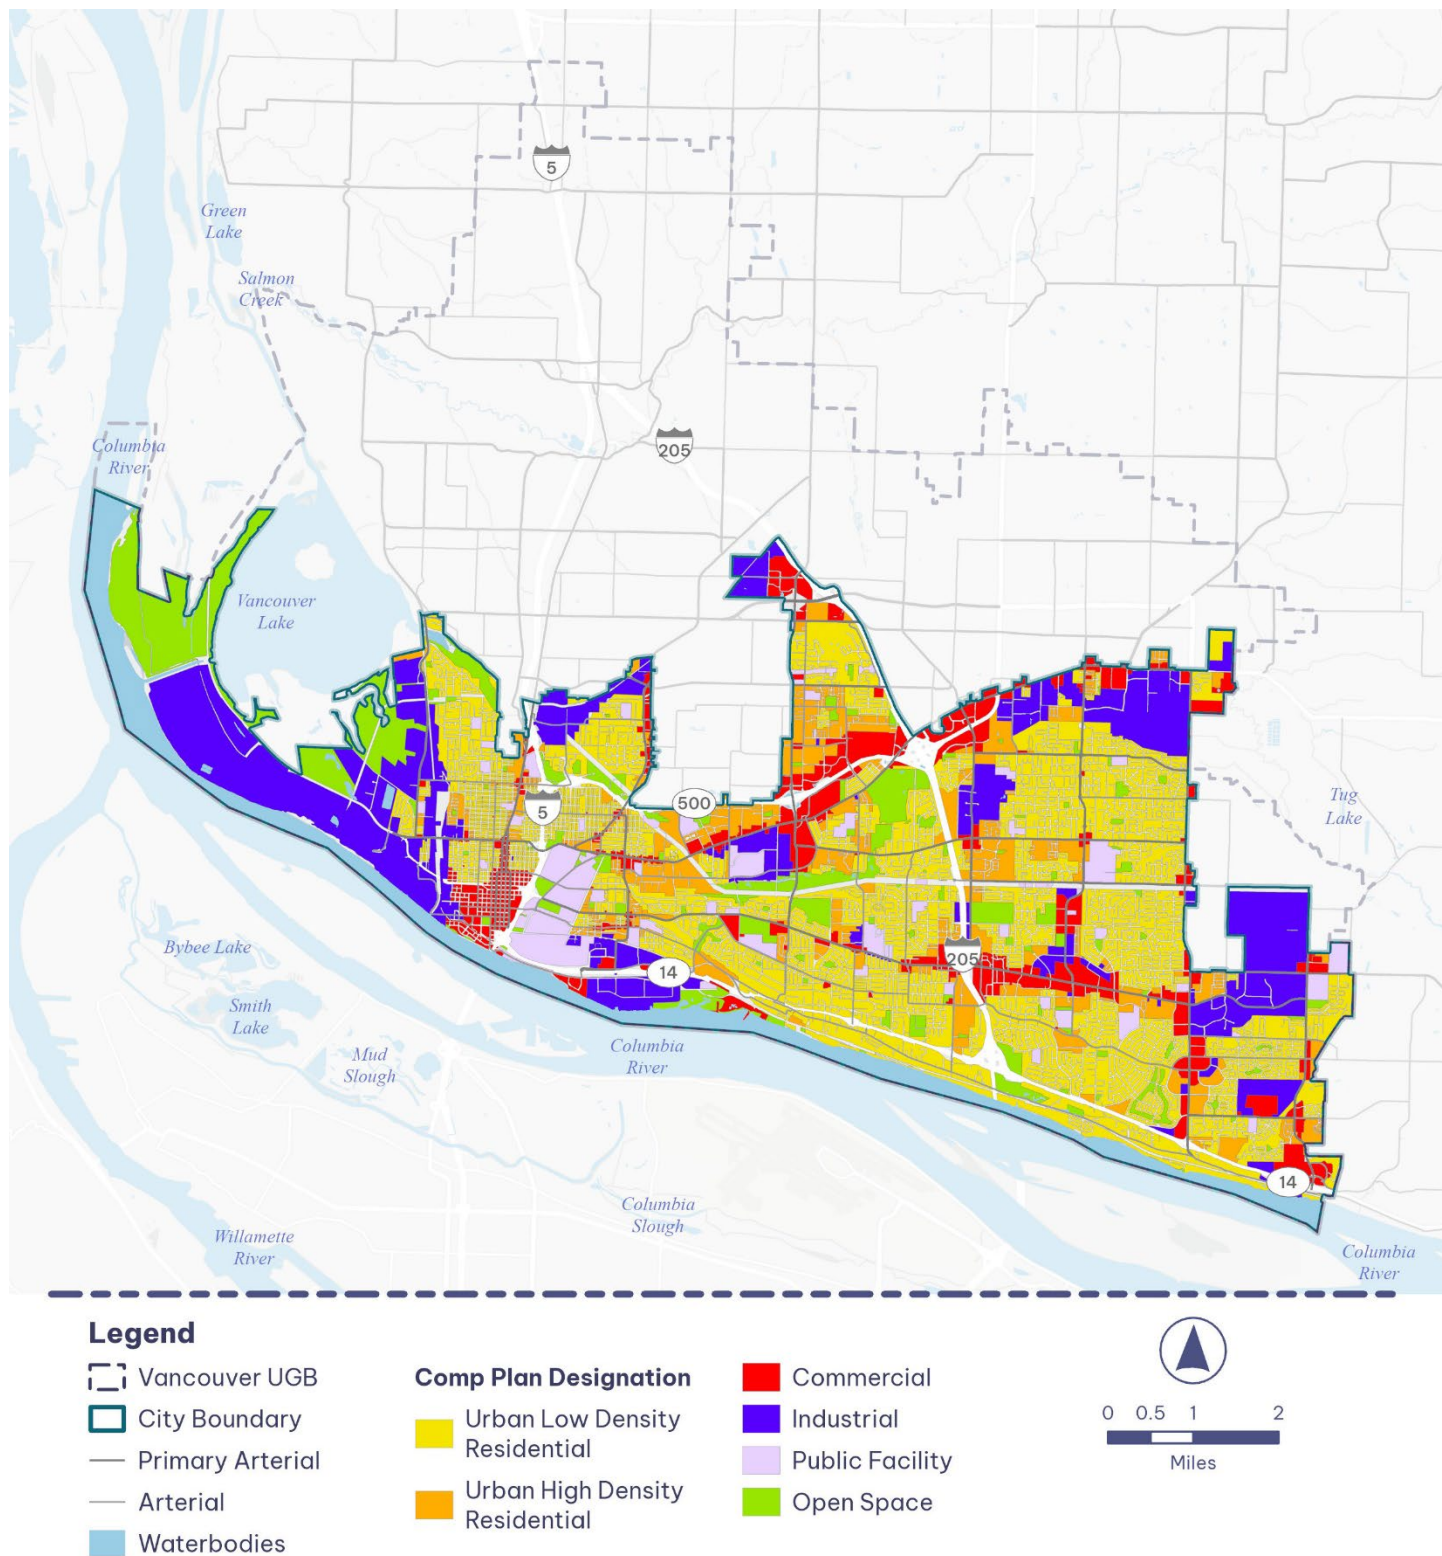 5
Green
Lake
Salmon
Creek
Columbia
River
205
Vancouver
Lake
500
5
Tug
Lake
Bybee Lake
205
14
Smith
Lake
Mud
Slough
Columbia
River
14
Columbia
Slough
Willamette
River
Columbia
River
Legend
Vancouver UGB
City Boundary
Primary Arterial
Arterial
Waterbodies
Comp Plan Designation
Urban Low Density
Residential
Urban High Density
Residential
Commercial
Industrial
Public Facility
Open Space
0 0.5 1 2
Miles